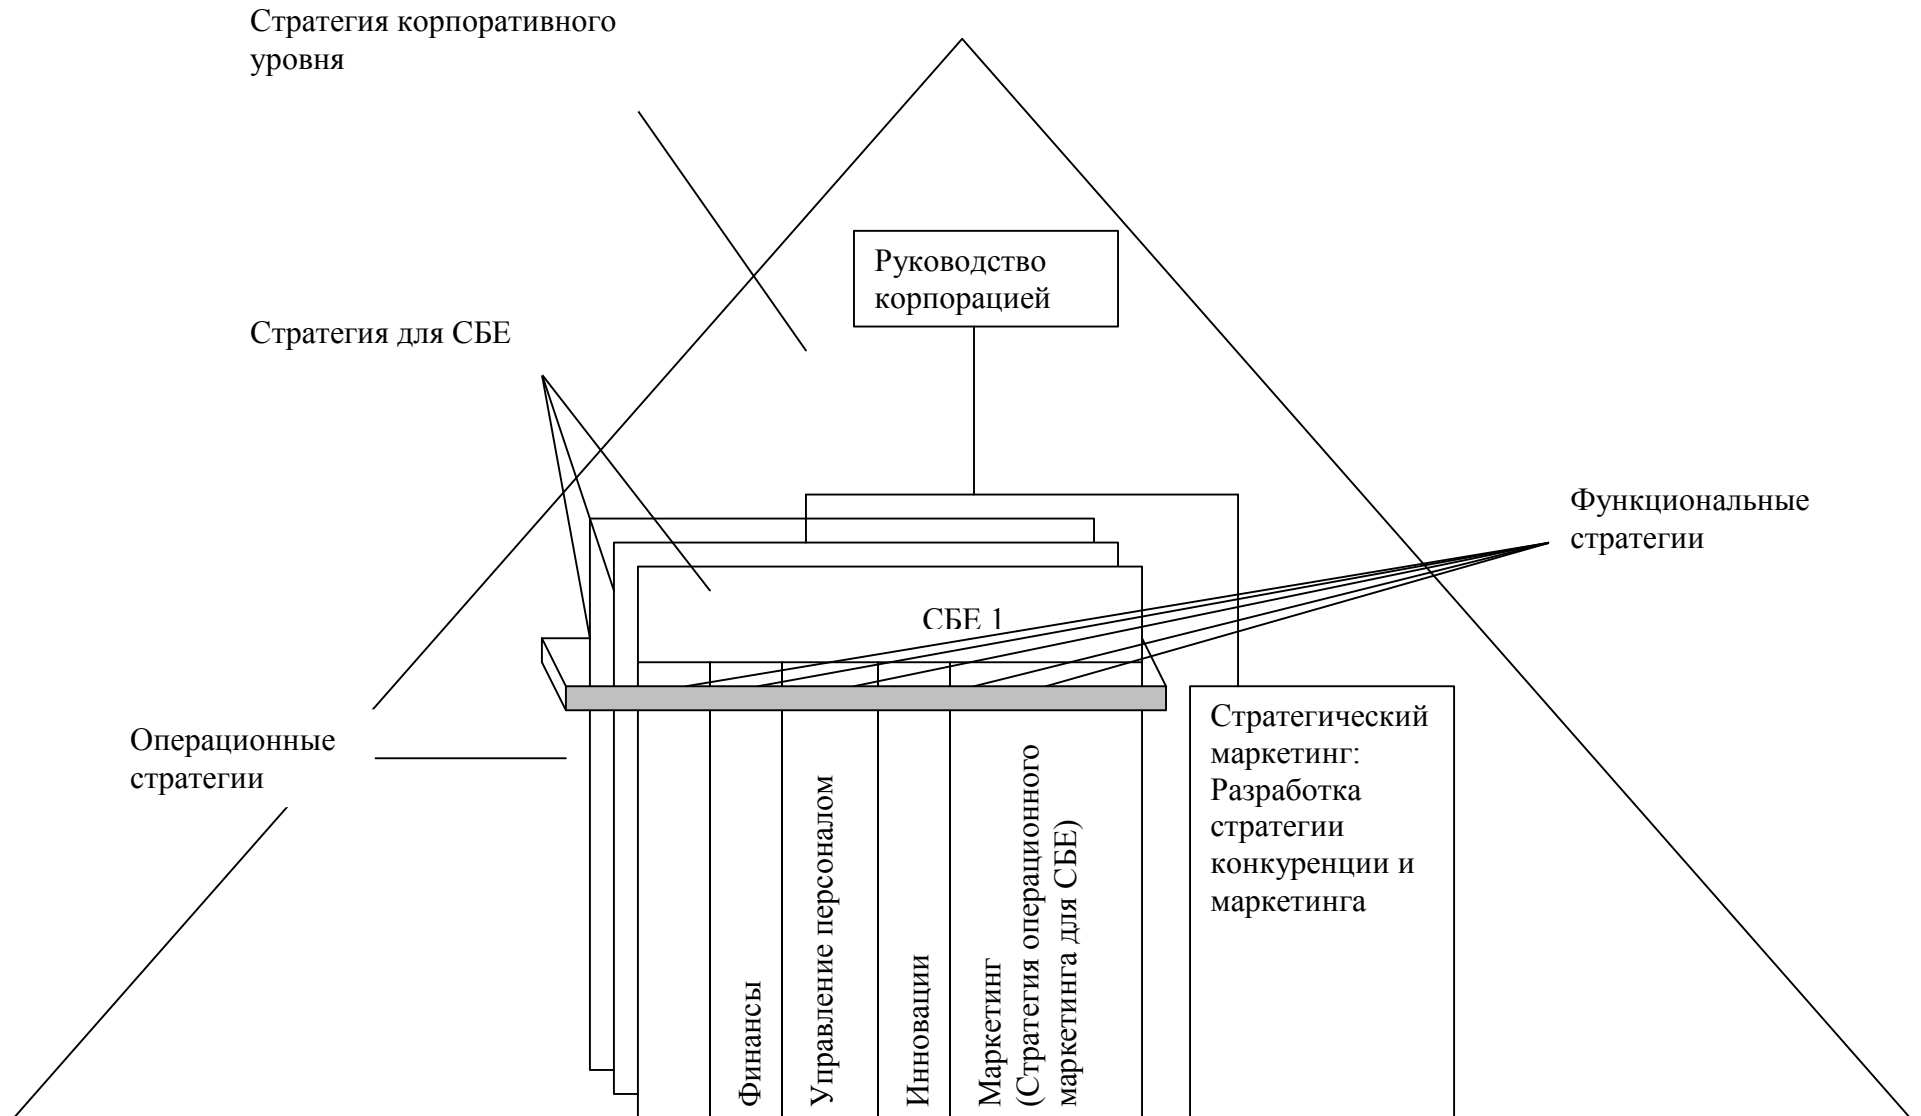 Стратегия корпоративного
уровня
Руководство
корпорацией
Стратегия для СБЕ
Функциональные
стратегии
СБЕ 1
Операционные
стратегии
Стратегический
маркетинг:
Разработка
стратегии
конкуренции и
маркетинга
Финансы
Управление персоналом
Инновации
Маркетинг
(Стратегия операционного
маркетинга для СБЕ)